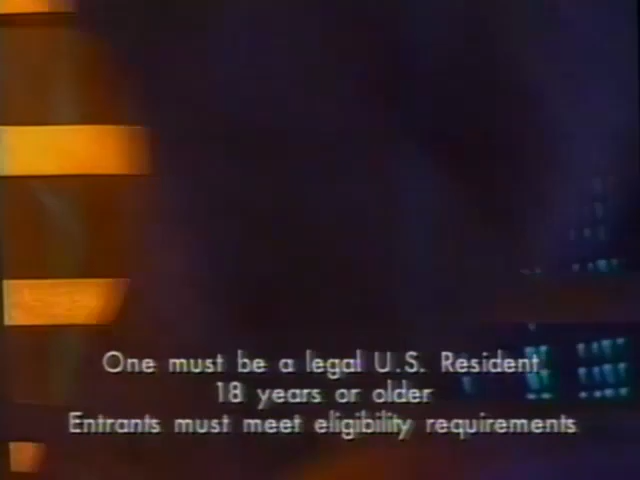 One must be a legal U.S. Resident
18 years or older
Entrants must meet eligibility requirements